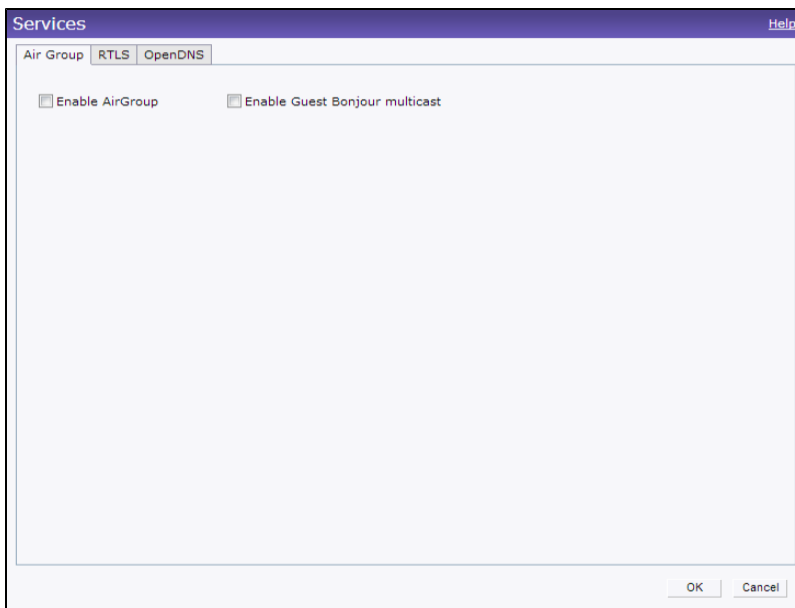 Services Help
Air Group RTLS OpenDNS
Enable AirGroup Enable Guest Bonjour multicast
OK Cancel